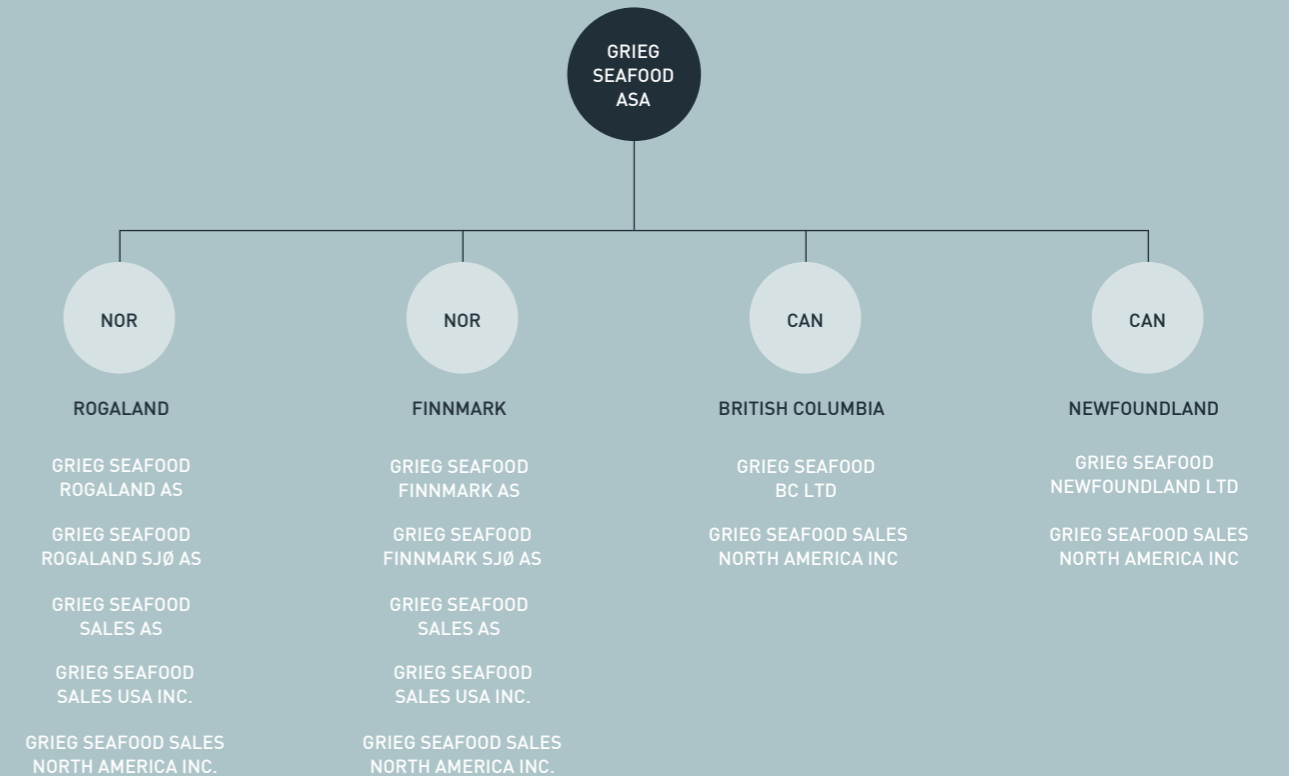 GRIEG
SEAFOOD
ASA
NOR
ROGALAND
GRIEG SEAFOOD
ROGALAND AS
GRIEG SEAFOOD
ROGALAND SJØ AS
GRIEG SEAFOOD
SALES AS
GRIEG SEAFOOD
SALES USA INC.
GRIEG SEAFOOD SALES
NORTH AMERICA INC.
NOR
FINNMARK
GRIEG SEAFOOD
FINNMARK AS
GRIEG SEAFOOD
FINNMARK SJØ AS
GRIEG SEAFOOD
SALES AS
GRIEG SEAFOOD
SALES USA INC.
GRIEG SEAFOOD SALES
NORTH AMERICA INC.
CAN
BRITISH COLUMBIA
GRIEG SEAFOOD
BC LTD
GRIEG SEAFOOD SALES
NORTH AMERICA INC
CAN
NEWFOUNDLAND
GRIEG SEAFOOD
NEWFOUNDLAND LTD
GRIEG SEAFOOD SALES
NORTH AMERICA INC